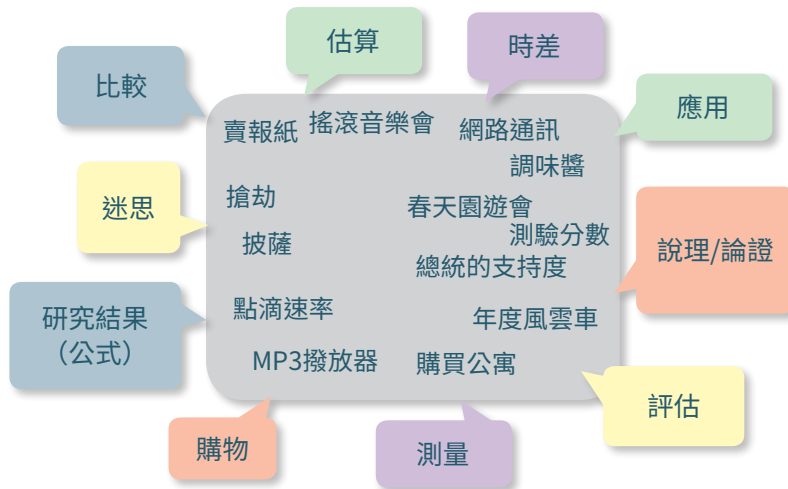 估算
時差
比較
應用
賣報紙
搖滾音樂會
網路通訊
調味醬
迷思
搶劫
春天園遊會
披薩
測驗分數
總統的支持度
說理/論證
研究結果
（公式）
點滴速率
年度風雲車
MP3撥放器
購買公寓
評估
購物
測量